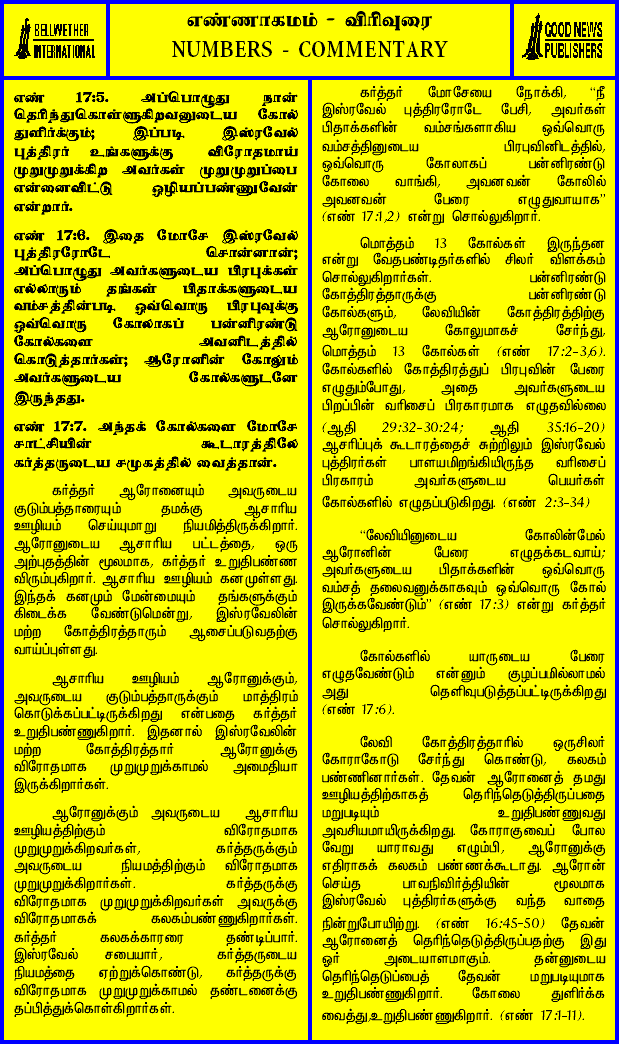 BELLWETHER
INTERNATIONAL
எண்ணாகமம் - விரிவுரை
NUMBERS - COMMENTARY
GOOD NEWS
PUBLISHERS
எண் 17:5. அப்பொழுது நான்
தெரிந்துகொள்ளுகிறவனுடைய கோல்
துளிர்க்கும்; இப்படி, இஸ்ரவேல்
புத்திரர் உங்களுக்கு விரோதமாய்
முறுமுறுக்கிற அவர்கள் முறுமுறுப்பை
என்னைவிட்டு ஒழியப்பண்ணுவேன்
என்றார்.
எண் 17:6. இதை மோசே இஸ்ரவேல்
புத்திரரோடே சொன்னான்;
அப்பொழுது அவர்களுடைய பிரபுக்கள்
எல்லாரும் தங்கள் பிதாக்களுடைய
வம்சத்தின்படி, ஒவ்வொரு பிரபுவுக்கு
ஒவ்வொரு கோலாகப் பன்னிரண்டு
கோல்களை அவனிடத்தில்
கொடுத்தார்கள்; ஆரோனின் கோலும்
அவர்களுடைய கோல்களுடனே
இருந்தது.
எண் 17:7. அந்தக் கோல்களை மோசே
சாட்சியின் கூடாரத்திலே
கர்த்தருடைய சமுகத்தில் வைத்தான்.
கர்த்தர் ஆரோனையும் அவருடைய
குடும்பத்தாரையும் தமக்கு ஆசாரிய
ஊழியம் செய்யுமாறு நியமித்திருக்கிறார்.
ஆரோனுடைய ஆசாரிய பட்டத்தை, ஒரு
அற்புதத்தின் மூலமாக, கர்த்தர் உறுதிபண்ண
விரும்புகிறார். ஆசாரிய ஊழியம் கனமுள்ளது.
இந்தக் கனமும் மேன்மையும் தங்களுக்கும்
கிடைக்க வேண்டுமென்று, இஸ்ரவேலின்
மற்ற கோத்திரத்தாரும் ஆசைப்படுவதற்கு
வாய்ப்புள்ளது.
ஆசாரிய ஊழியம் ஆரோனுக்கும்,
அவருடைய குடும்பத்தாருக்கும் மாத்திரம்
கொடுக்கப்பட்டிருக்கிறது என்பதை கர்த்தர்
உறுதிபண்ணுகிறார். இதனால் இஸ்ரவேலின்
மற்ற கோத்திரத்தார் ஆரோனுக்கு
விரோதமாக முறுமுறுக்காமல் அமைதியா
இருக்கிறார்கள்.
ஆரோனுக்கும் அவருடைய ஆசாரிய
ஊழியத்திற்கும் விரோதமாக
முறுமுறுக்கிறவர்கள், கர்த்தருக்கும்
அவருடைய நியமத்திற்கும் விரோதமாக
முறுமுறுக்கிறார்கள். கர்த்தருக்கு
விரோதமாக முறுமுறுக்கிறவர்கள் அவருக்கு
விரோதமாகக் கலகம்பண்ணுகிறார்கள்.
கர்த்தர் கலகக்காரரை தண்டிப்பார்.
இஸ்ரவேல் சபையார், கர்த்தருடைய
நியமத்தை ஏற்றுக்கொண்டு, கர்த்தருக்கு
விரோதமாக முறுமுறுக்காமல் தண்டனைக்கு
தப்பித்துக்கொள்கிறார்கள்.
கர்த்தர் மோசேயை நோக்கி, “நீ
இஸ்ரவேல் புத்திரரோடே பேசி, அவர்கள்
பிதாக்களின் வம்சங்களாகிய ஒவ்வொரு
வம்சத்தினுடைய பிரபுவினிடத்தில்,
ஒவ்வொரு கோலாகப் பன்னிரண்டு
கோலை வாங்கி, அவனவன் கோலில்
அவனவன் பேரை எழுதுவாயாக”
(எண் 17:1,2) என்று சொல்லுகிறார்.
மொத்தம் 13 கோல்கள் இருந்தன
என்று வேதபண்டிதர்களில் சிலர் விளக்கம்
சொல்லுகிறார்கள். பன்னிரண்டு
கோத்திரத்தாருக்கு பன்னிரண்டு
கோல்களும், லேவியின் கோத்திரத்திற்கு
ஆரோனுடைய கோலுமாகச் சேர்ந்து,
மொத்தம் 13 கோல்கள் (எண் 17:2-3,6).
கோல்களில் கோத்திரத்துப் பிரபுவின் பேரை
எழுதும்போது, அதை அவர்களுடைய
பிறப்பின் வரிசைப் பிரகாரமாக எழுதவில்லை
(ஆதி 29:32-30:24; ஆதி 35:16-20)
ஆசரிப்புக் கூடாரத்தைச் சுற்றிலும் இஸ்ரவேல்
புத்திரர்கள் பாளயமிறங்கியிருந்த வரிசைப்
பிரகாரம் அவர்களுடைய பெயர்கள்
கோல்களில் எழுதப்படுகிறது. (எண் 2:3-34)
“லேவியினுடைய கோலின்மேல்
ஆரோனின் பேரை எழுதக்கடவாய்;
அவர்களுடைய பிதாக்களின் ஒவ்வொரு
வம்சத் தலைவனுக்காகவும் ஒவ்வொரு கோல்
இருக்கவேண்டும்” (எண் 17:3) என்று கர்த்தர்
சொல்லுகிறார்.
கோல்களில் யாருடைய பேரை
எழுதவேண்டும் என்னும் குழப்பமில்லாமல்
அது தெளிவுபடுத்தப்பட்டிருக்கிறது
(எண் 17:6).
லேவி கோத்திரத்தாரில் ஒருசிலர்
கோராகோடு சேர்ந்து கொண்டு, கலகம்
பண்ணினார்கள். தேவன் ஆரோனைத் தமது
ஊழியத்திற்காகத் தெரிந்தெடுத்திருப்பதை
மறுபடியும் உறுதிபண்ணுவது
அவசியமாயிருக்கிறது. கோராகுவைப் போல
வேறு யாராவது எழும்பி, ஆரோனுக்கு
எதிராகக் கலகம் பண்ணக்கூடாது. ஆரோன்
செய்த பாவநிவிர்த்தியின் மூலமாக
இஸ்ரவேல் புத்திரர்களுக்கு வந்த வாதை
நின்றுபோயிற்று. (எண் 16:45-50) தேவன்
ஆரோனைத் தெரிந்தெடுத்திருப்பதற்கு இது
ஓர் அடையாளமாகும். தன்னுடைய
தெரிந்தெடுப்பைத் தேவன் மறுபடியுமாக
உறுதிபண்ணுகிறார். கோலை துளிர்க்க
வைத்து,உறுதிபண்ணுகிறார். (எண் 17:1-11).